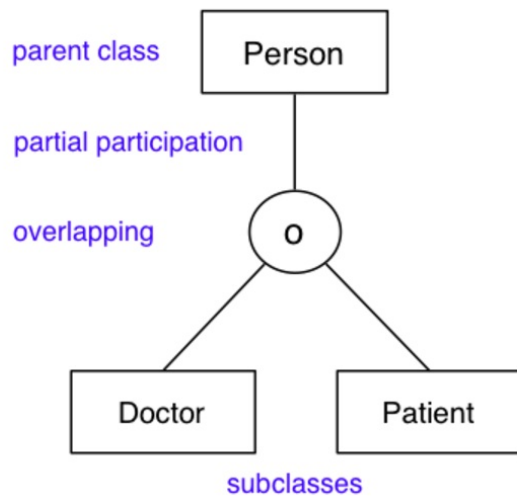 parent class
Person
partial participation
overlapping
o
Doctor
Patient
subclasses